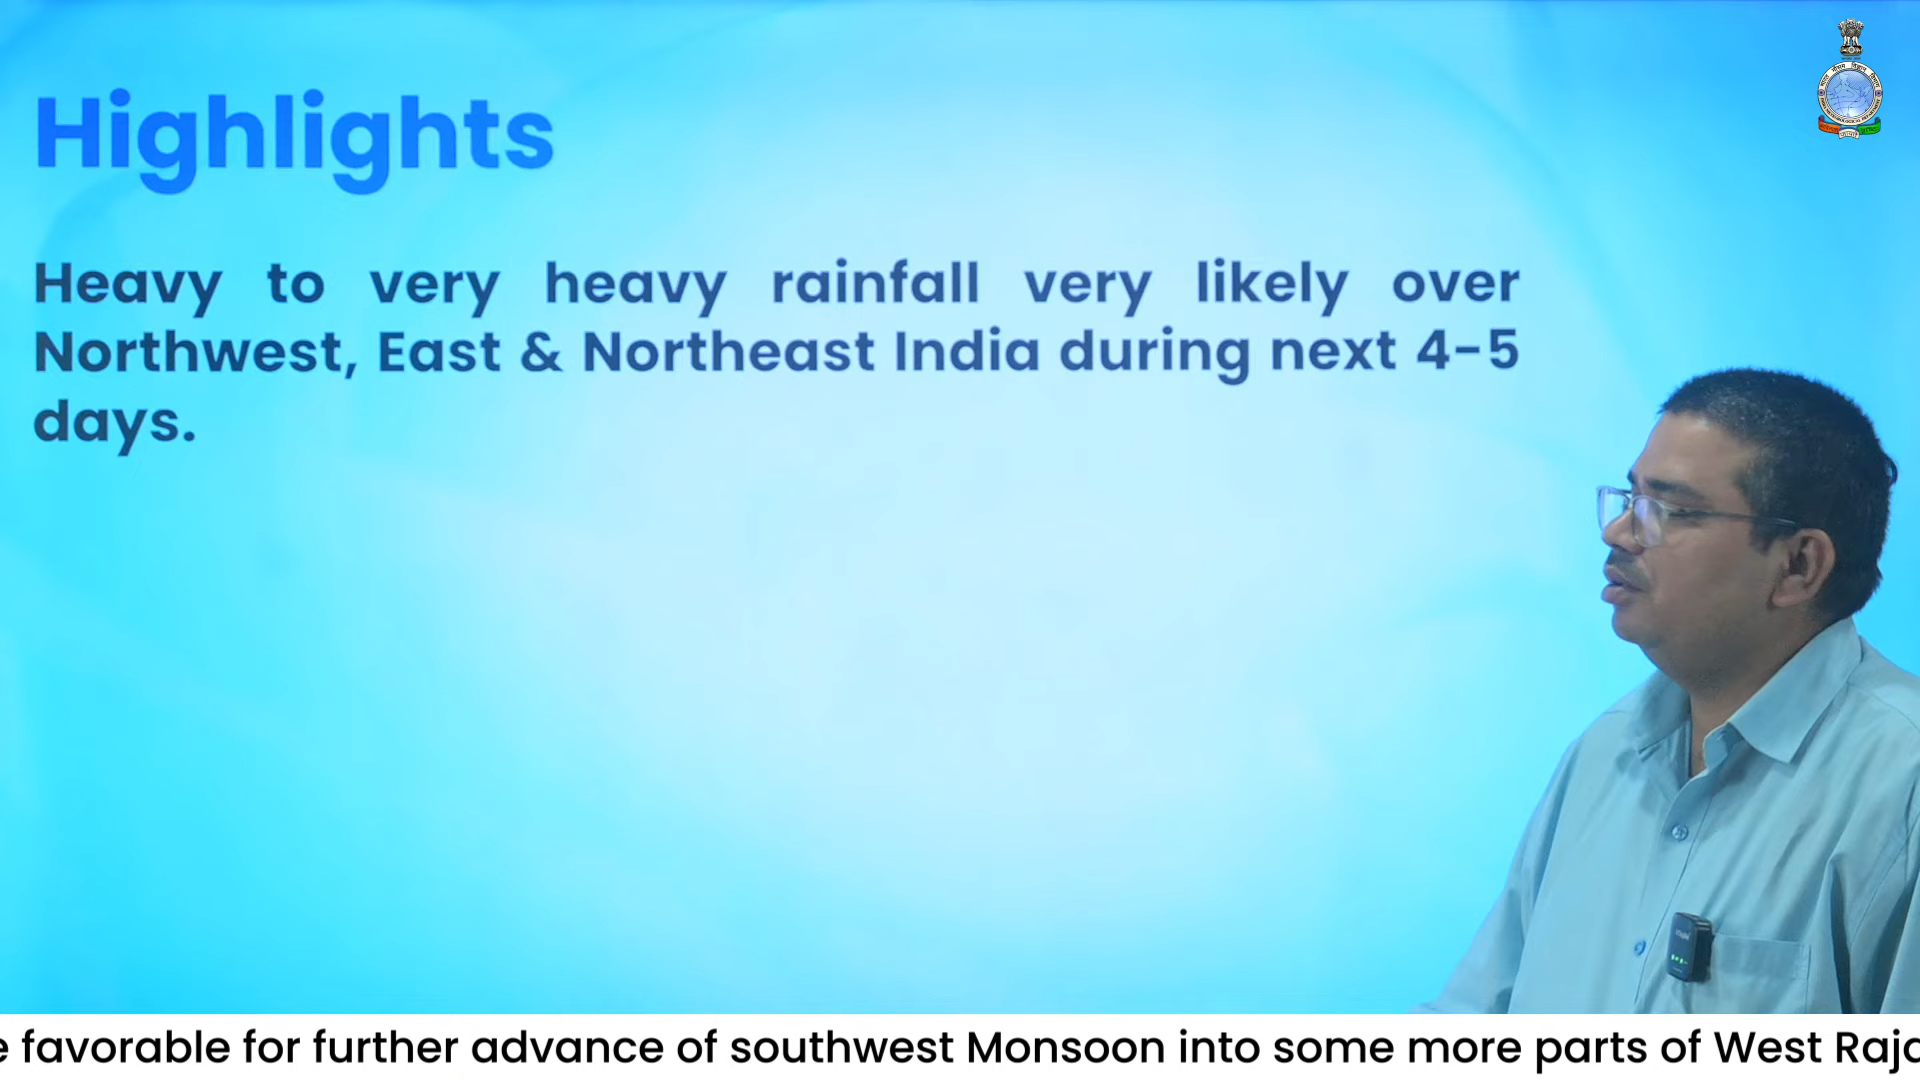 Highlights
Heavy to very heavy rainfall very likely over
Northwest, East & Northeast India during next 4-5
days.
favorable for further advance of southwest Monsoon into some more parts of West